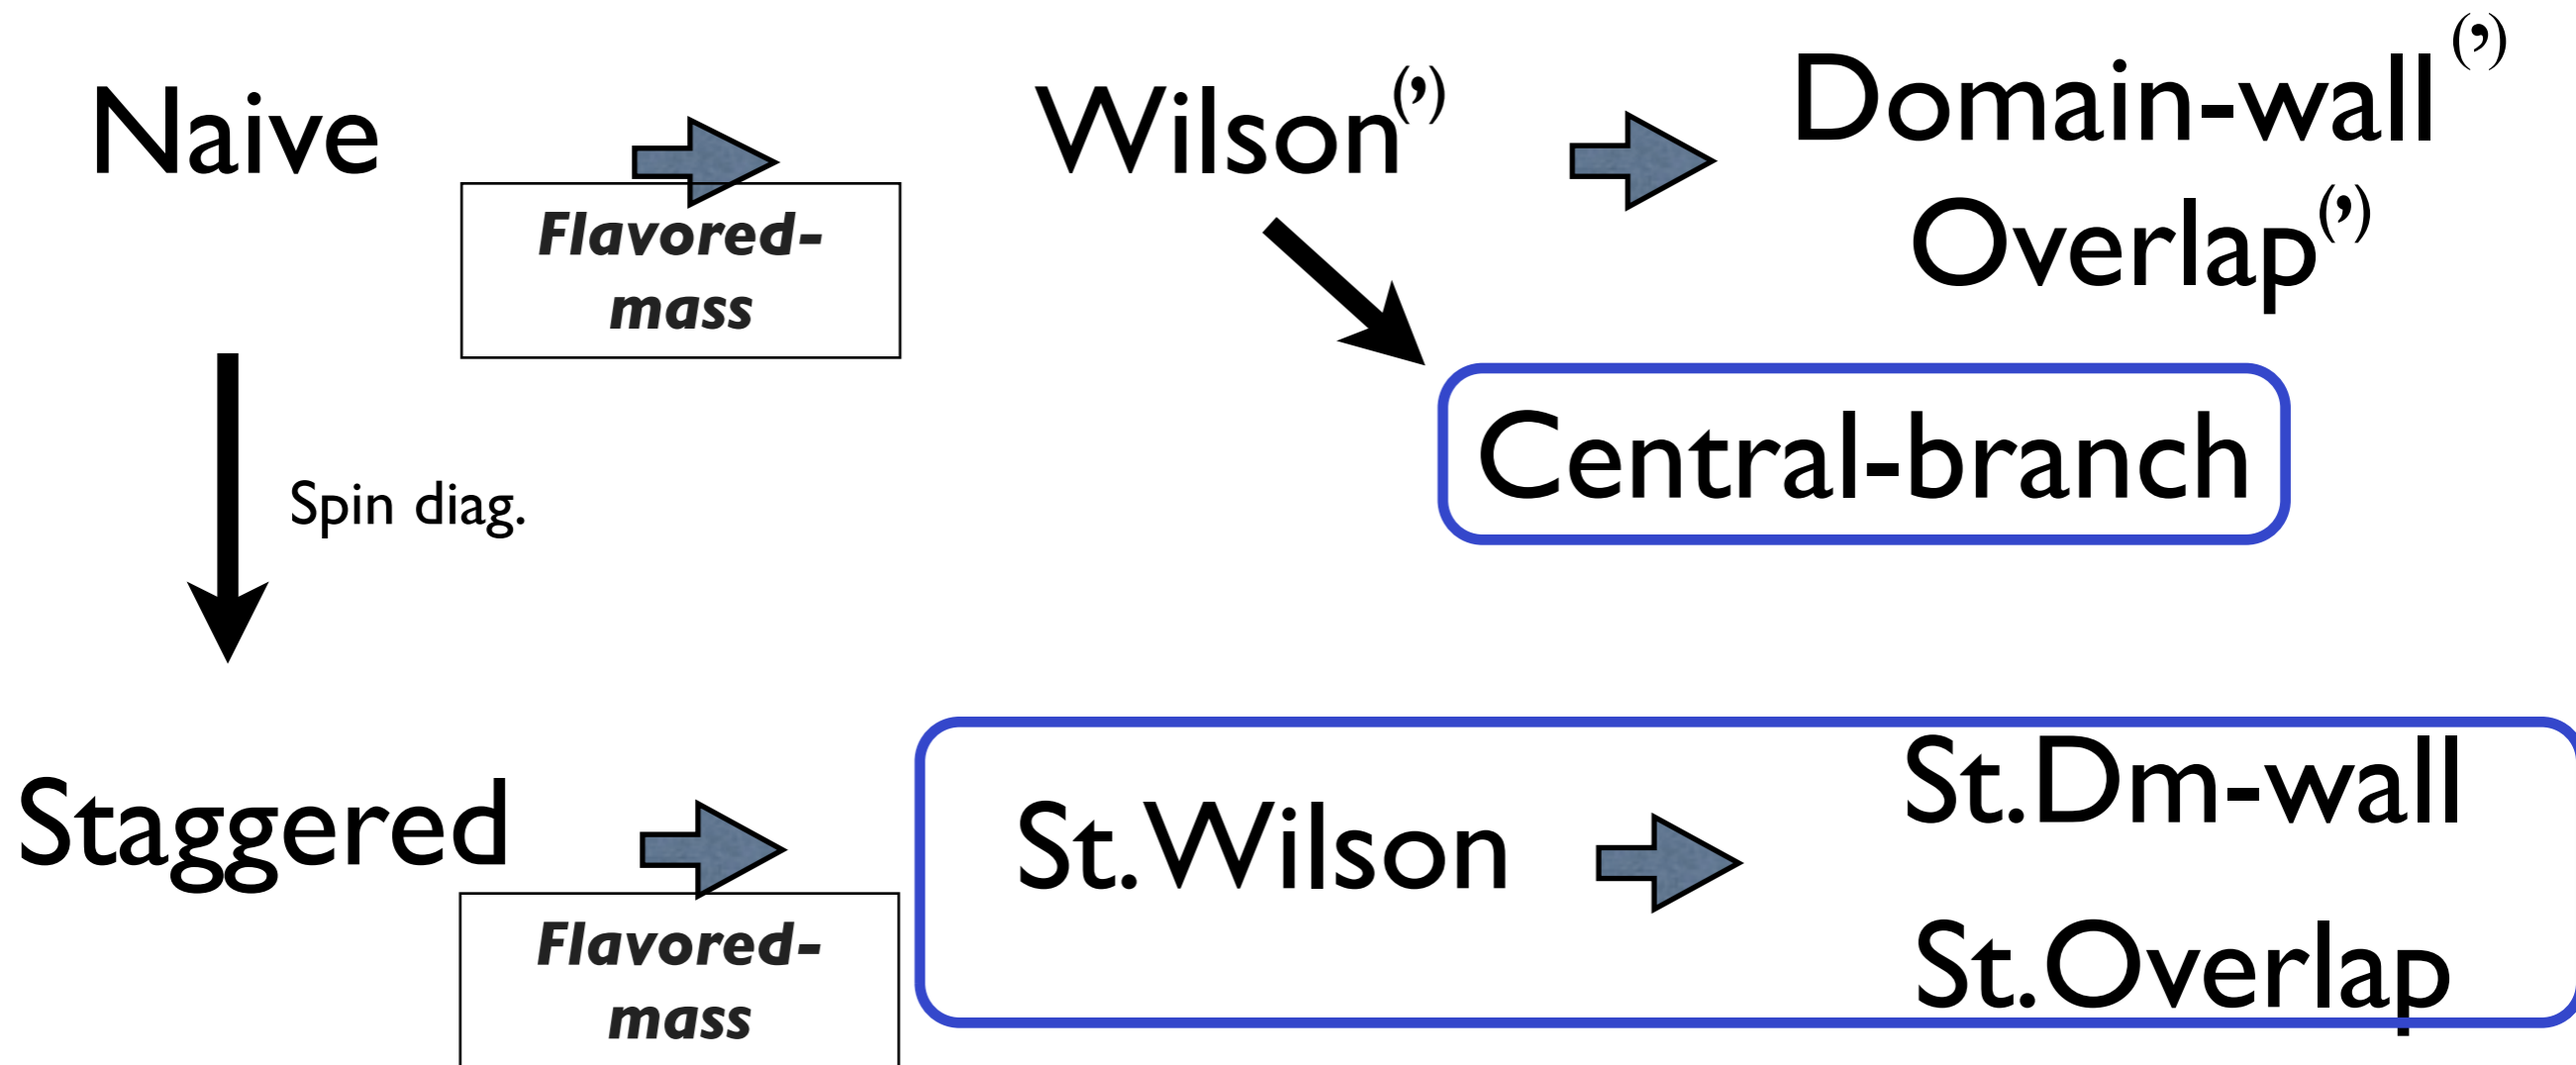 Naive
Flavored-
mass
Wilson(’)
Domain-wall(’)
Overlap(’)
Central-branch
Spin diag.
Staggered
Flavored-
mass
St.Wilson
St.Dm-wall
St.Overlap